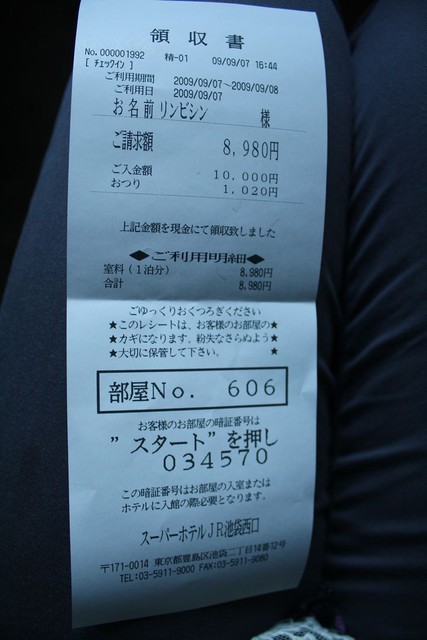 領収書
No.000001992 精-01 09/09/07 16:44
[ チェックイン ]
ご利用期間 2009/09/07～2009/09/08
ご利用日 2009/09/07
お名前 リンビシン 様
ご請求額 8,980円
ご入金額 10,000円
おつり 1,020円
上記金額を現金にて領収致しました
◆ご利用明細◆
室料(1泊分) 8,980円
合計 8,980円
ごゆっくりおくつろぎください
★このレシートは、お客様のお部屋の★
★カギになります。紛失なさらぬよう★
★大切に保管して下さい。 ★
部屋No. 606
お客様のお部屋の暗証番号は
”スタート”を押し
034570
この暗証番号はお部屋の入室または
ホテルに入館の際必要となります。
スーパーホテルJR池袋西口
〒171-0014 東京都豊島区池袋二丁目14番12号
TEL:03-5911-9000 FAX:03-5911-9080